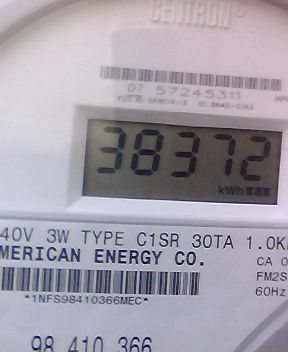 CENTRON®
07 57245311
38372
kWh
40V 3W TYPE C1SR 30TA 1.0K
MERICAN ENERGY CO.
CA 0
FM2S
60Hz
*1NFS98410366MEC*
98 410 366